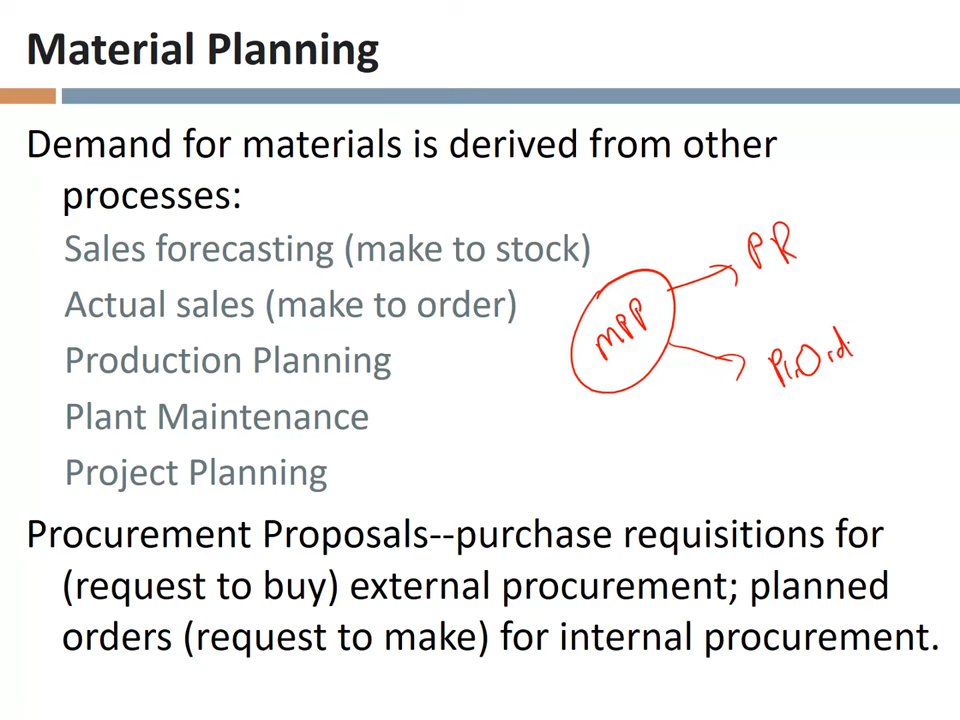 Material Planning
Demand for materials is derived from other
processes:
Sales forecasting (make to stock)
PR
Actual sales (make to order)
MPP
Production Planning
Plant Maintenance
Project Planning
Procurement Proposals--purchase requisitions for
(request to buy) external procurement; planned
orders (request to make) for internal procurement.